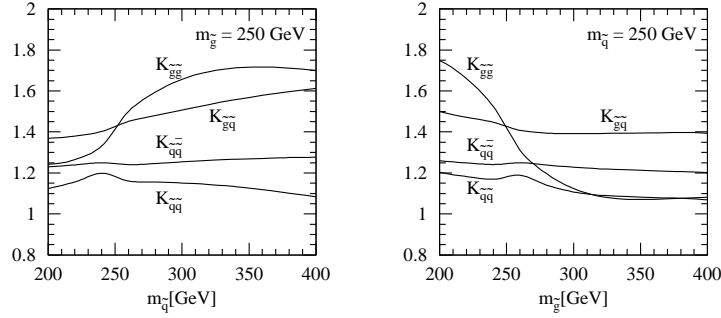 2
1.8
1.6
1.4
1.2
1
0.8
200
250
300
350
400
m_q̃[GeV]
m_g̃ = 250 GeV
K_g̃g̃
K_g̃q̃
K_q̃q̃̄
K_q̃q̃
2
1.8
1.6
1.4
1.2
1
0.8
200
250
300
350
400
m_g̃[GeV]
m_q̃ = 250 GeV
K_g̃g̃
K_g̃q̃
K_q̃q̃̄
K_q̃q̃